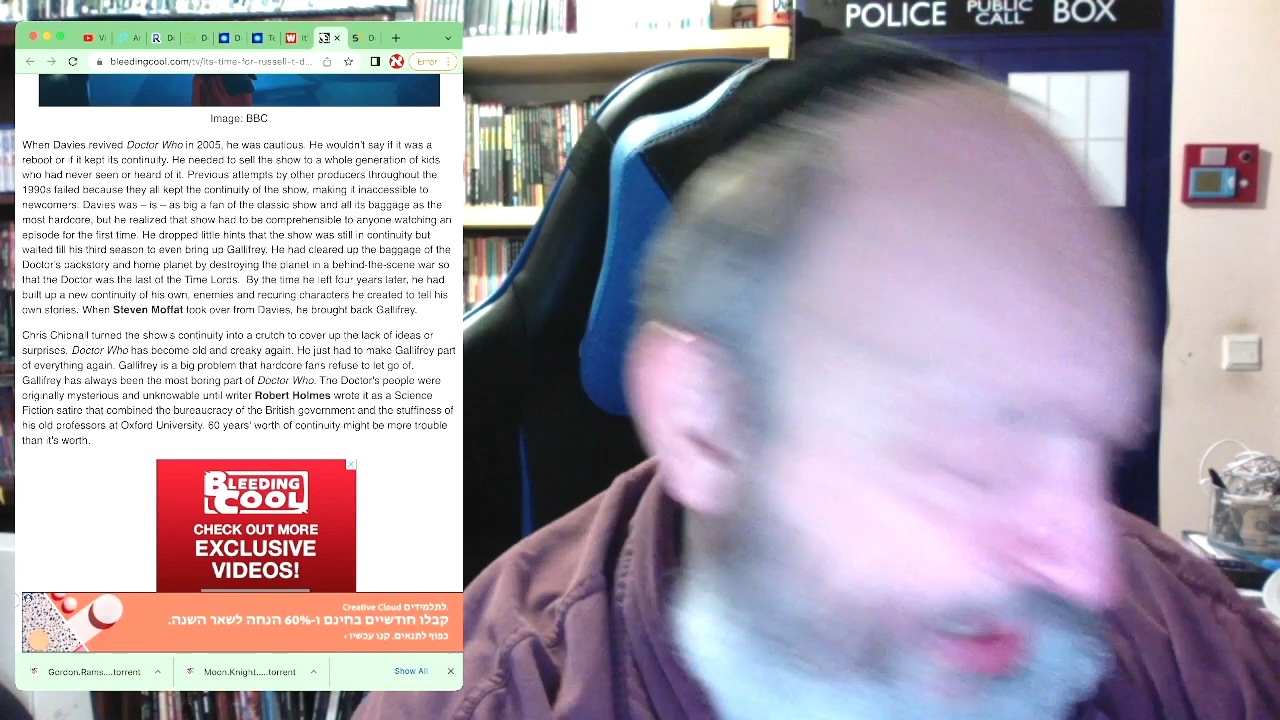 POLICE PUBLIC CALL BOX
Vi
Ar
D
Te
It'
D
bleedingcool.com/tv/its-time-for-russell-t-d...
Error
Image: BBC
When Davies revived Doctor Who in 2005, he was cautious. He wouldn't say if it was a
reboot or if it kept its continuity. He needed to sell the show to a whole generation of kids
who had never seen or heard of it. Previous attempts by other producers throughout the
1990s failed because they all kept the continuity of the show, making it inaccessible to
newcomers. Davies was – is – as big a fan of the classic show and all its baggage as the
most hardcore, but he realized that show had to be comprehensible to anyone watching an
episode for the first time. He dropped little hints that the show was still in continuity but
waited till his third season to even bring up Gallifrey. He had cleared up the baggage of the
Doctor's backstory and home planet by destroying the planet in a behind-the-scene war so
that the Doctor was the last of the Time Lords. By the time he left four years later, he had
built up a new continuity of his own, enemies and recuring characters he created to tell his
own stories. When Steven Moffat took over from Davies, he brought back Gallifrey.
Chris Chibnall turned the show's continuity into a crutch to cover up the lack of ideas or
surprises. Doctor Who has become old and creaky again. He just had to make Gallifrey part
of everything again. Gallifrey is a big problem that hardcore fans refuse to let go of.
Gallifrey has always been the most boring part of Doctor Who. The Doctor's people were
originally mysterious and unknowable until writer Robert Holmes wrote it as a Science
Fiction satire that combined the bureaucracy of the British government and the stuffiness of
his old professors at Oxford University. 60 years' worth of continuity might be more trouble
than it's worth.
BLEEDING
COOL
CHECK OUT MORE
EXCLUSIVE
VIDEOS!
Creative Cloud לתלמידים.
קבלו חודשיים בחינם ו-60% הנחה לשאר השנה.
כפוף לתנאים. קנו עכשיו ›
Gordon.Rams....torrent
Moon.Knight.....torrent
Show All